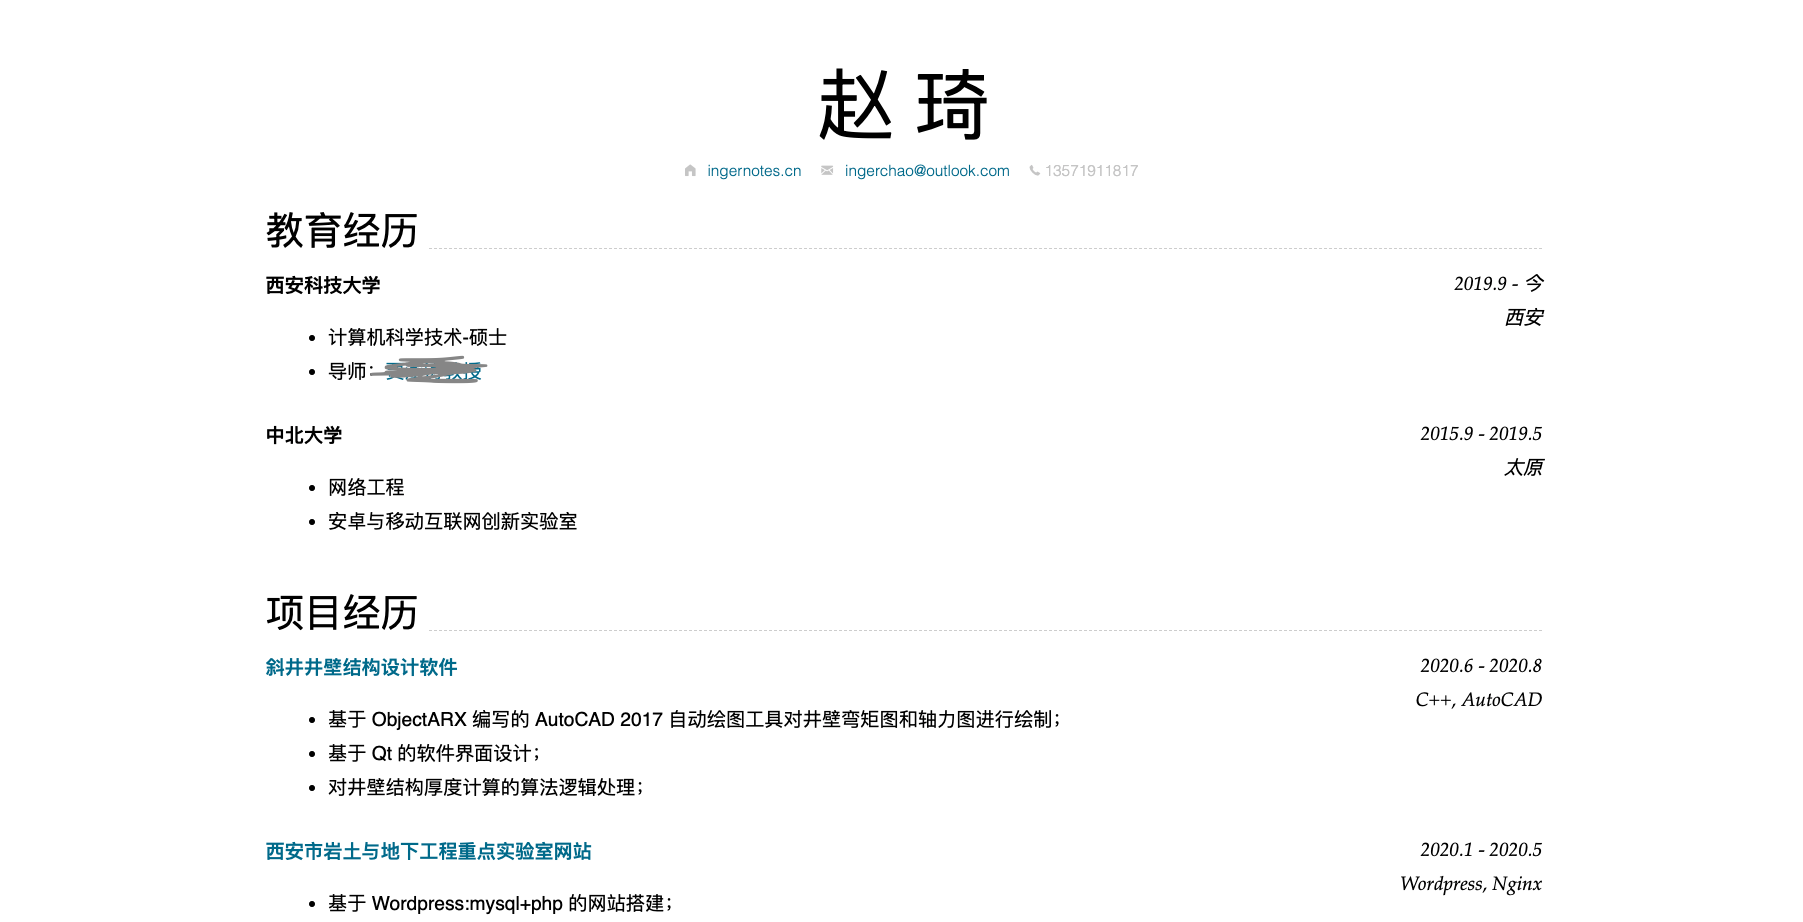 赵 琦
ingernotes.cn ingerchao@outlook.com 13571911817
教育经历
西安科技大学 2019.9 - 今
西安
计算机科学技术-硕士
导师：
中北大学 2015.9 - 2019.5
太原
网络工程
安卓与移动互联网创新实验室
项目经历
斜井井壁结构设计软件 2020.6 - 2020.8
C++, AutoCAD
基于 ObjectARX 编写的 AutoCAD 2017 自动绘图工具对井壁弯矩图和轴力图进行绘制；
基于 Qt 的软件界面设计；
对井壁结构厚度计算的算法逻辑处理；
西安市岩土与地下工程重点实验室网站 2020.1 - 2020.5
Wordpress, Nginx
基于 Wordpress:mysql+php 的网站搭建；